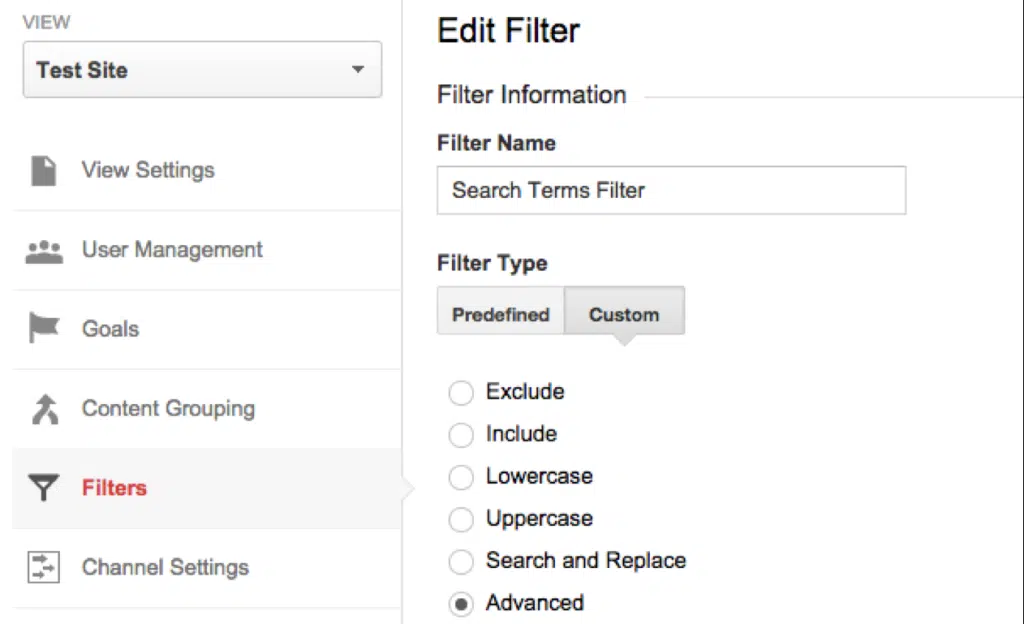 VIEW
Test Site
View Settings
User Management
Goals
Content Grouping
Filters
Channel Settings
Edit Filter
Filter Information
Filter Name
Search Terms Filter
Filter Type
Predefined Custom
Exclude
Include
Lowercase
Uppercase
Search and Replace
Advanced